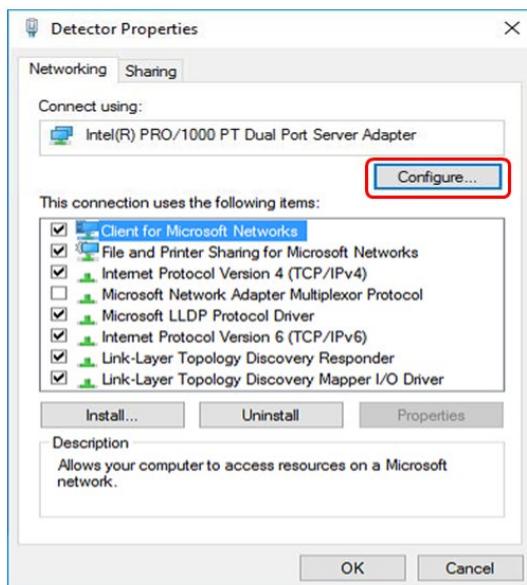 Detector Properties
Networking Sharing
Connect using:
Intel(R) PRO/1000 PT Dual Port Server Adapter
Configure...
This connection uses the following items:
Client for Microsoft Networks
File and Printer Sharing for Microsoft Networks
Internet Protocol Version 4 (TCP/IPv4)
Microsoft Network Adapter Multiplexor Protocol
Microsoft LLDP Protocol Driver
Internet Protocol Version 6 (TCP/IPv6)
Link-Layer Topology Discovery Responder
Link-Layer Topology Discovery Mapper I/O Driver
Install... Uninstall Properties
Description
Allows your computer to access resources on a Microsoft
network.
OK Cancel